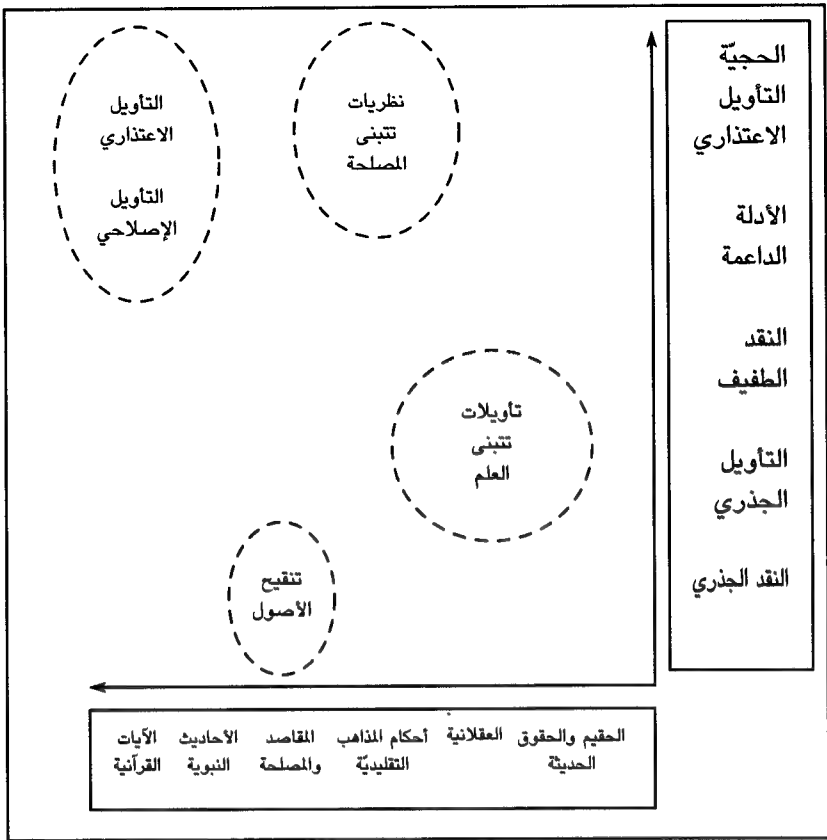 الحجيّة
التأويل
الاعتذاري
الأدلة
الداعمة
النقد
الطفيف
التأويل
الجذري
النقد الجذري
نظريات
تتبنى
المصلحة
التأويل
الاعتذاري
التأويل
الإصلاحي
تأويلات
تتبنى
العلم
تنقيح
الأصول
الحقيم والحقوق
الحديثة
العقلانية
أحكام المذاهب
التقليديّة
المقاصد
والمصلحة
الأحاديث
النبوية
الآيات
القرآنية